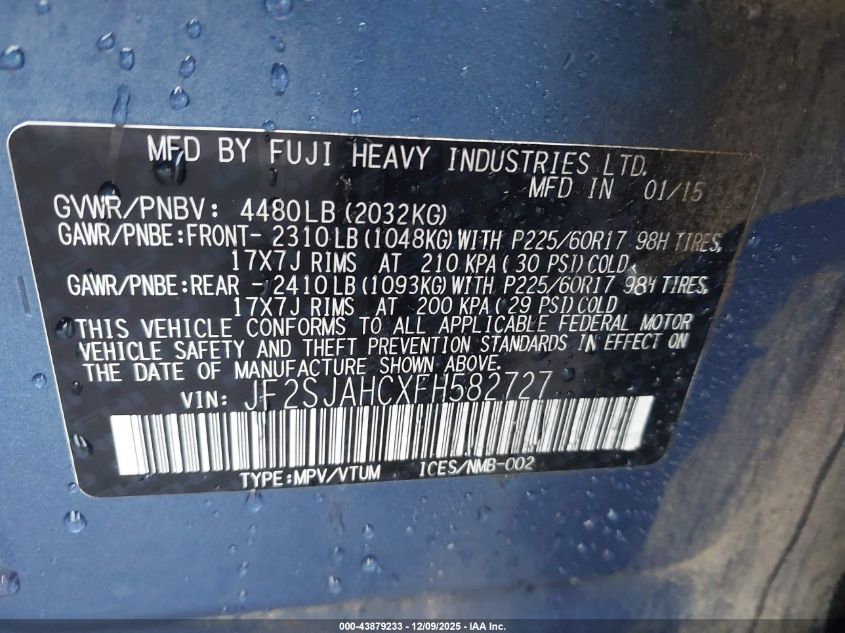 MFD BY FUJI HEAVY INDUSTRIES LTD.
MFD IN 01/15
GVWR/PNBV: 4480LB(2032KG)
GAWR/PNBE:FRONT- 2310LB(1048KG)WITH P225/60R17 98H TIRES,
17X7J RIMS AT 210 KPA(30 PSI)COLD.
GAWR/PNBE:REAR -2410LB(1093KG)WITH P225/60R17 98H TIRES,
17X7J RIMS AT 200 KPA(29 PSI)COLD
THIS VEHICLE CONFORMS TO ALL APPLICABLE FEDERAL MOTOR
VEHICLE SAFETY AND THEFT PREVENTION STANDARDS IN EFFECT ON
THE DATE OF MANUFACTURE SHOWN ABOVE.
VIN: JF2SJAHCXFH582727
TYPE:MPV/VTUM ICES/NMB-002
000-43879233 - 12/09/2025 - IAA Inc.